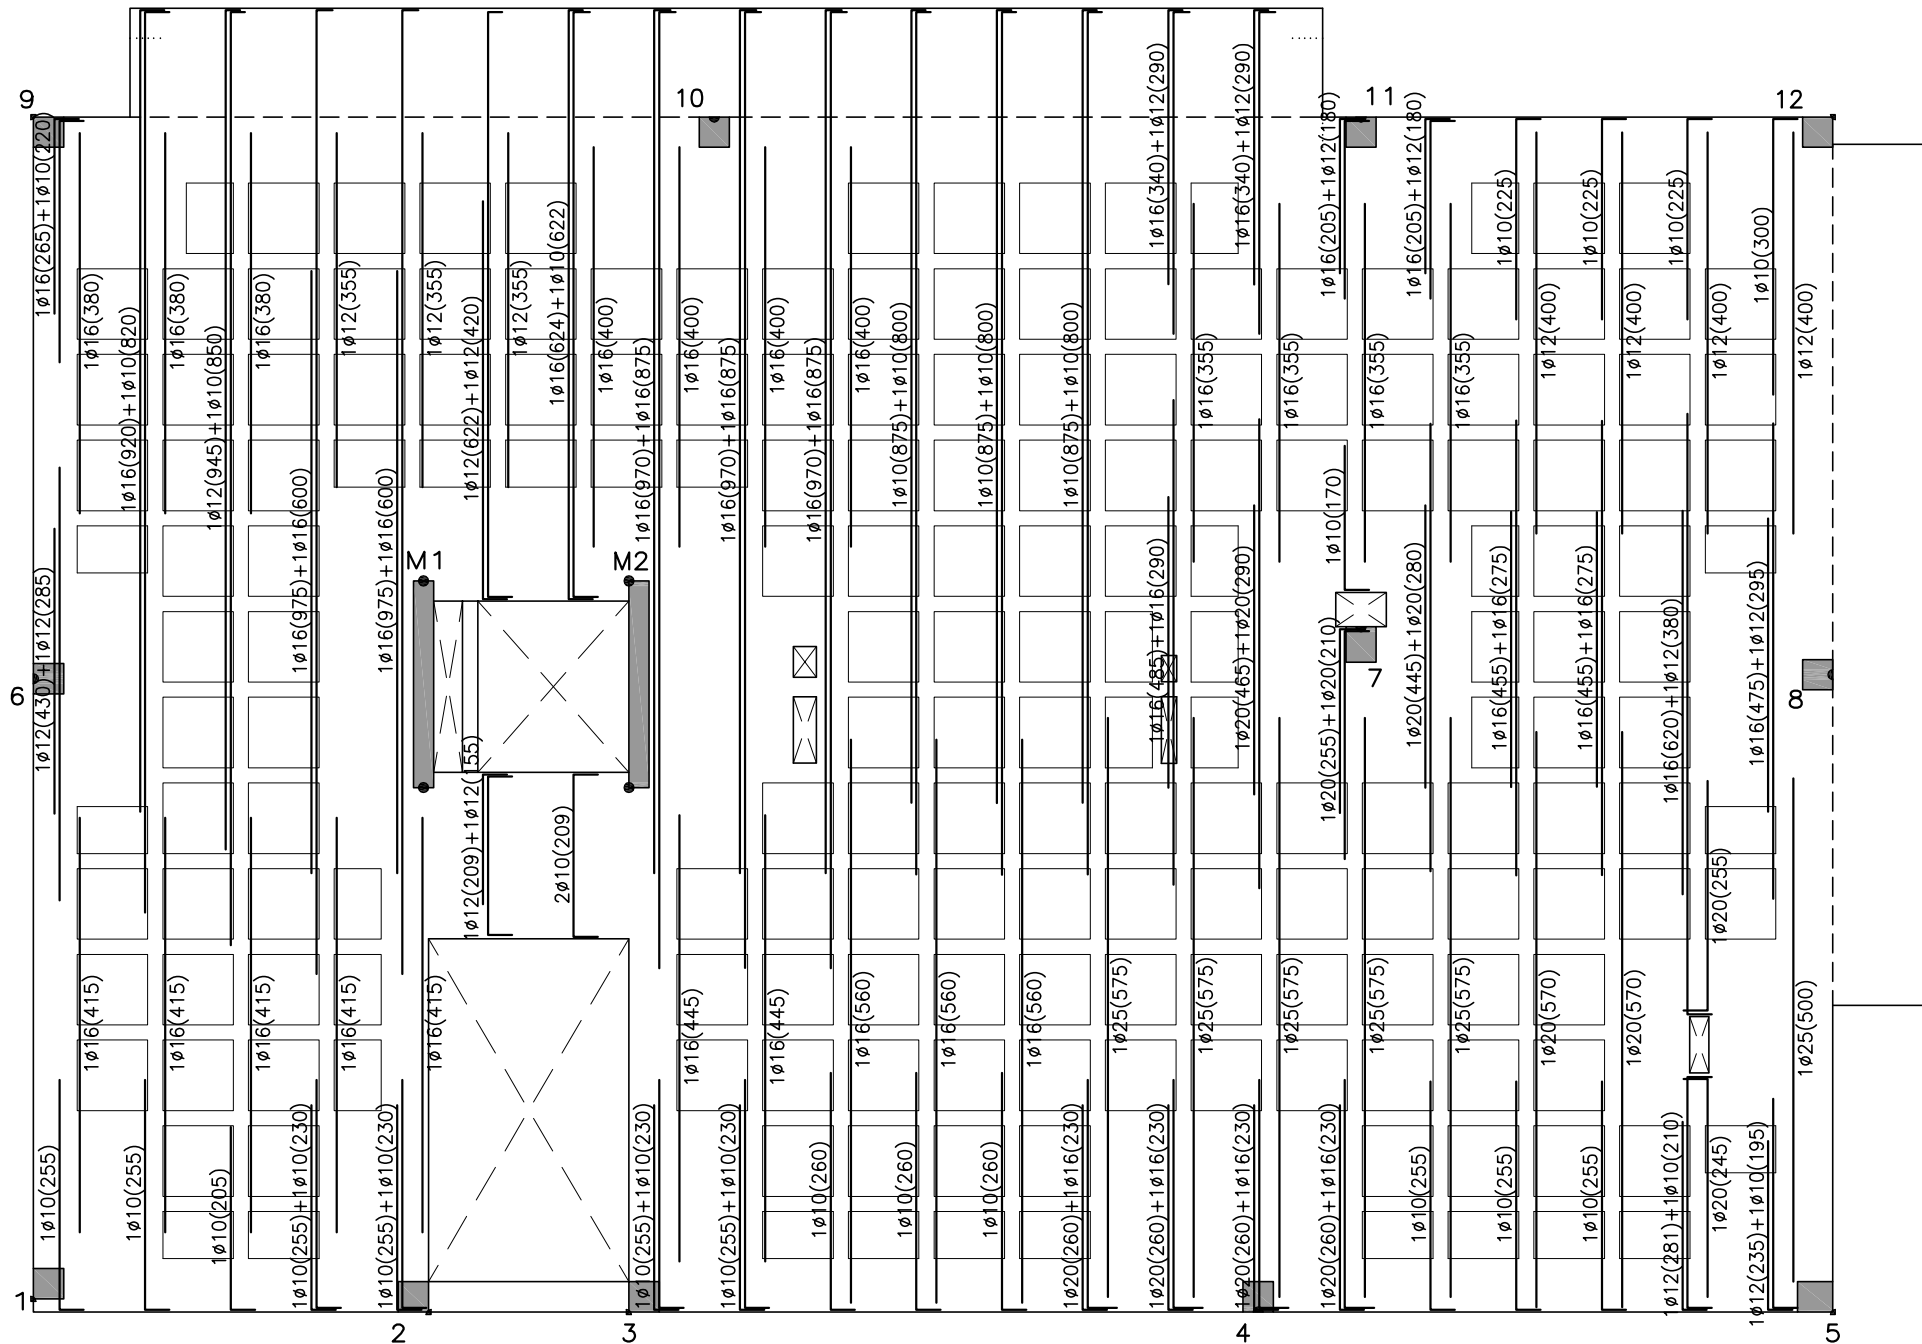 9
10
11
12
1ø16(265)+1ø10(220)
1ø16(380)
1ø16(920)+1ø10(820)
1ø16(380)
1ø12(945)+1ø10(850)
1ø16(380)
1ø16(975)+1ø16(600)
1ø12(355)
1ø16(975)+1ø16(600)
1ø12(355)
1ø12(622)+1ø12(420)
1ø12(355)
1ø16(624)+1ø10(622)
1ø16(400)
1ø16(970)+1ø16(875)
1ø16(400)
1ø16(970)+1ø16(875)
1ø16(400)
1ø16(970)+1ø16(875)
1ø16(400)
1ø10(875)+1ø10(800)
1ø10(875)+1ø10(800)
1ø10(875)+1ø10(800)
1ø16(340)+1ø12(290)
1ø16(355)
1ø16(340)+1ø12(290)
1ø16(355)
1ø16(205)+1ø12(180)
1ø16(355)
1ø16(205)+1ø12(180)
1ø16(355)
1ø10(225)
1ø12(400)
1ø10(225)
1ø12(400)
1ø10(225)
1ø12(400)
1ø10(300)
1ø12(400)
M1
M2
6
7
8
1ø12(430)+1ø12(285)
1ø12(209)+1ø12(155)
2ø10(209)
1ø16(485)+1ø16(290)
1ø20(465)+1ø20(290)
1ø10(170)
1ø20(255)+1ø20(210)
1ø20(445)+1ø20(280)
1ø16(455)+1ø16(275)
1ø16(455)+1ø16(275)
1ø16(620)+1ø12(380)
1ø16(475)+1ø12(295)
1ø16(415)
1ø16(415)
1ø16(415)
1ø16(415)
1ø16(415)
1ø16(445)
1ø16(445)
1ø16(560)
1ø16(560)
1ø16(560)
1ø25(575)
1ø25(575)
1ø25(575)
1ø25(575)
1ø25(575)
1ø20(570)
1ø20(570)
1ø20(255)
1ø25(500)
1ø10(255)
1ø10(255)
1ø10(205)
1ø10(255)+1ø10(230)
1ø10(255)+1ø10(230)
1ø10(255)+1ø10(230)
1ø10(255)+1ø10(230)
1ø10(260)
1ø10(260)
1ø10(260)
1ø20(260)+1ø16(230)
1ø20(260)+1ø16(230)
1ø20(260)+1ø16(230)
1ø20(260)+1ø16(230)
1ø10(255)
1ø10(255)
1ø10(255)
1ø12(281)+1ø10(210)
1ø20(245)
1ø12(235)+1ø10(195)
1
2
3
4
5